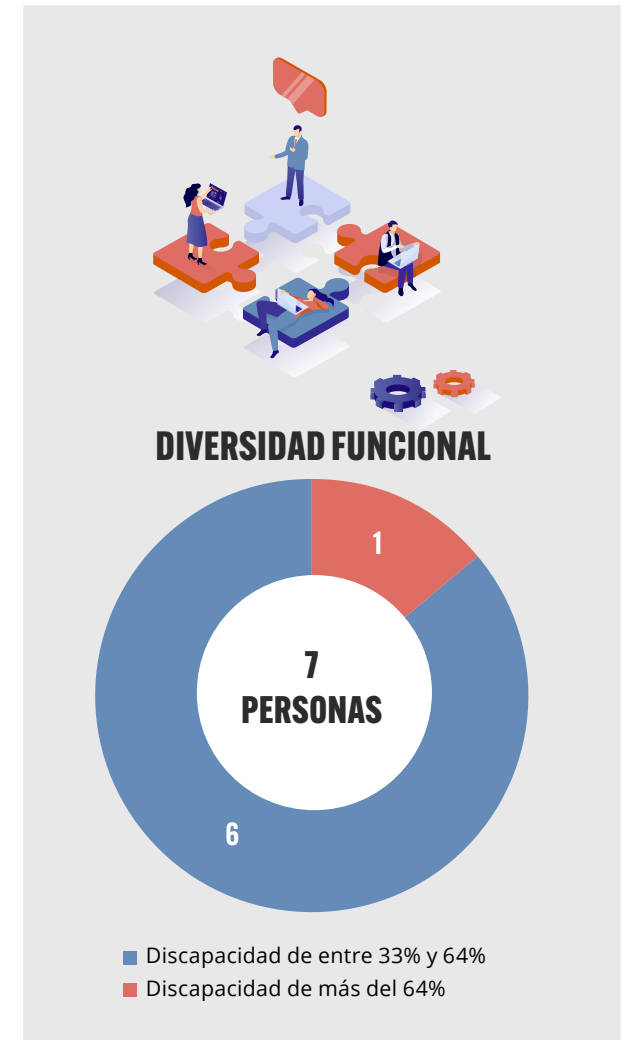 DIVERSIDAD FUNCIONAL
1
7
PERSONAS
6
Discapacidad de entre 33% y 64%
Discapacidad de más del 64%